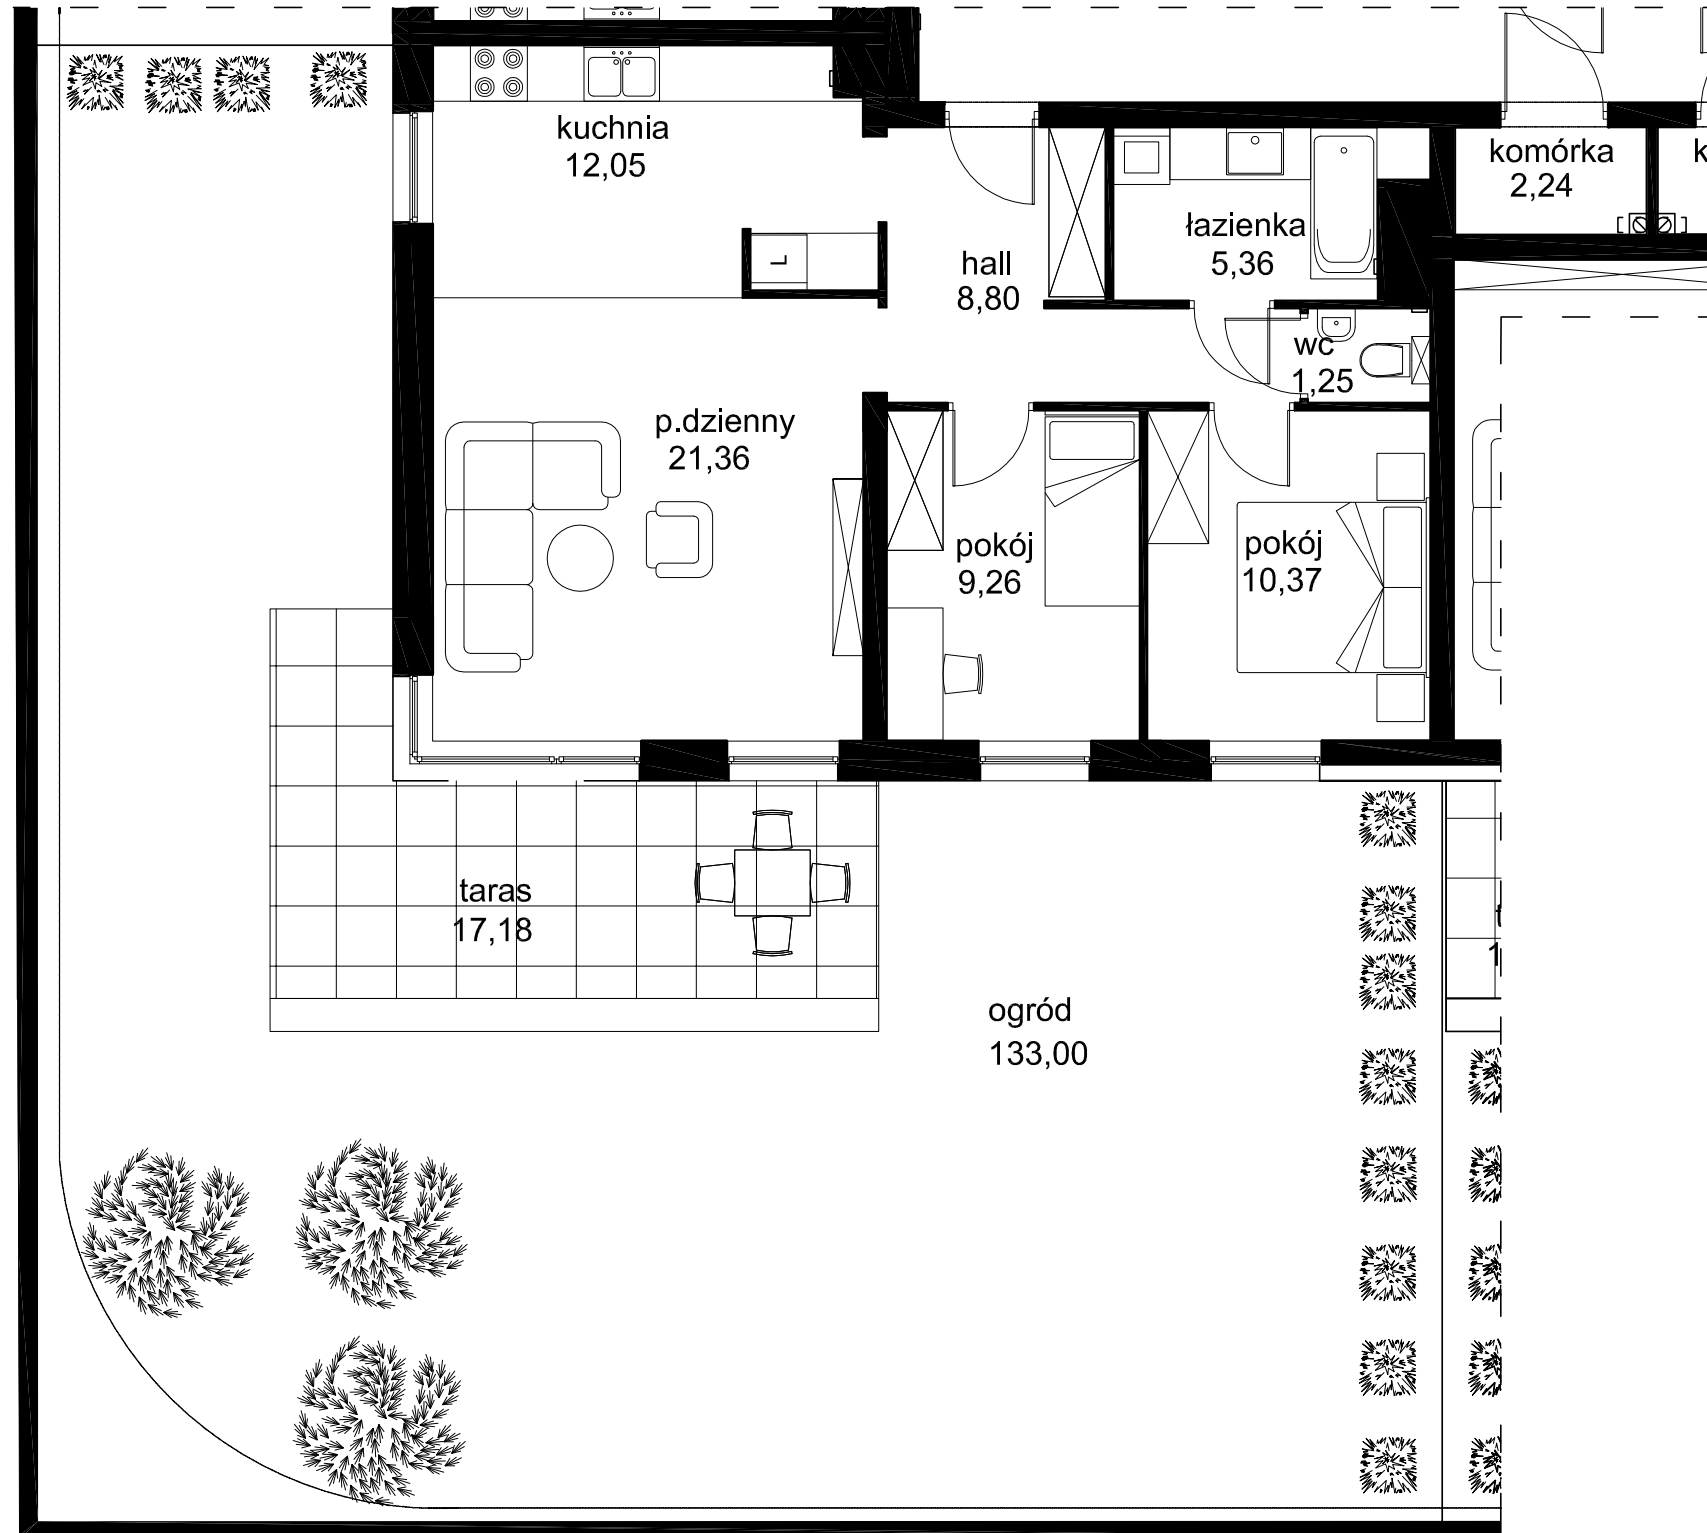 kuchnia
12,05
komórka
2,24
k
łazienka
5,36
hall
8,80
L
wc
1,25
p.dzienny
21,36
pokój
9,26
pokój
10,37
taras
17,18
t
1
ogród
133,00